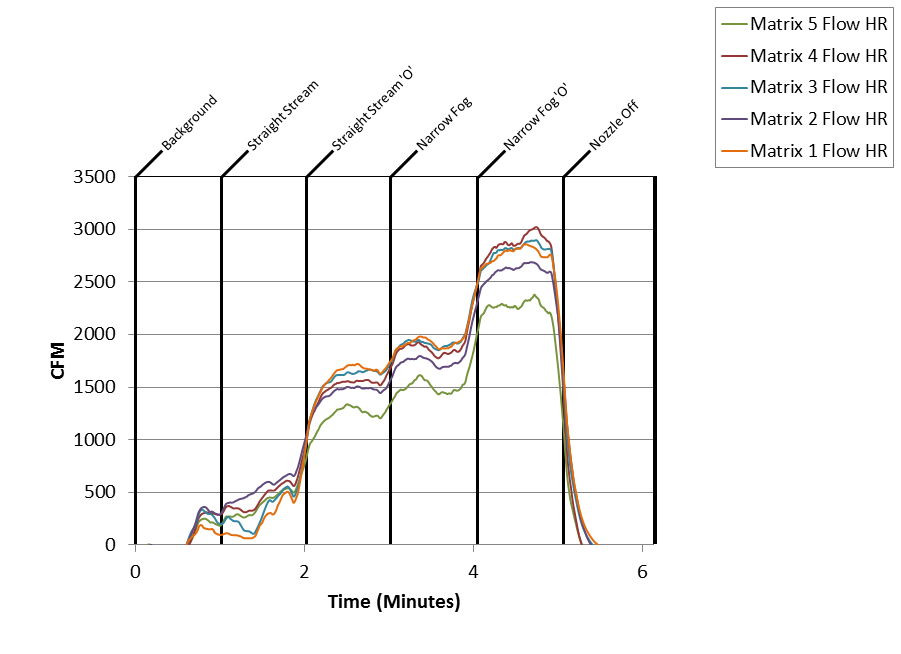 Matrix 5 Flow HR
Matrix 4 Flow HR
Matrix 3 Flow HR
Matrix 2 Flow HR
Matrix 1 Flow HR
Background
Straight Stream
Straight Stream 'O'
Narrow Fog
Narrow Fog 'O'
Nozzle Off
3500
3000
2500
2000
1500
1000
500
0
CFM
0 2 4 6
Time (Minutes)